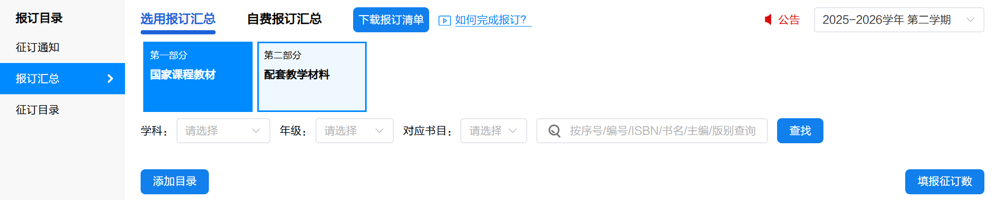 报订目录
征订通知
报订汇总
征订目录
选用报订汇总 自费报订汇总 下载报订清单 如何完成报订? 公告 2025-2026学年 第二学期
第一部分
国家课程教材
第二部分
配套教学材料
学科： 请选择 年级： 请选择 对应书目： 请选择 按序号/编号/ISBN/书名/主编/版别查询 查找
添加目录 填报征订数